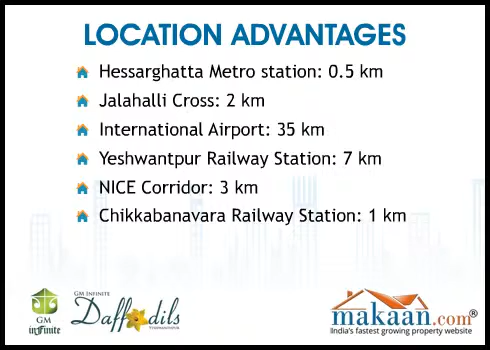 LOCATION ADVANTAGES
Hessarghatta Metro station: 0.5 km
Jalahalli Cross: 2 km
International Airport: 35 km
Yeshwantpur Railway Station: 7 km
NICE Corridor: 3 km
Chikkabanavara Railway Station: 1 km
GM
infinite
GM INFINITE
Daffodils
makaan.com®
India's fastest growing property website